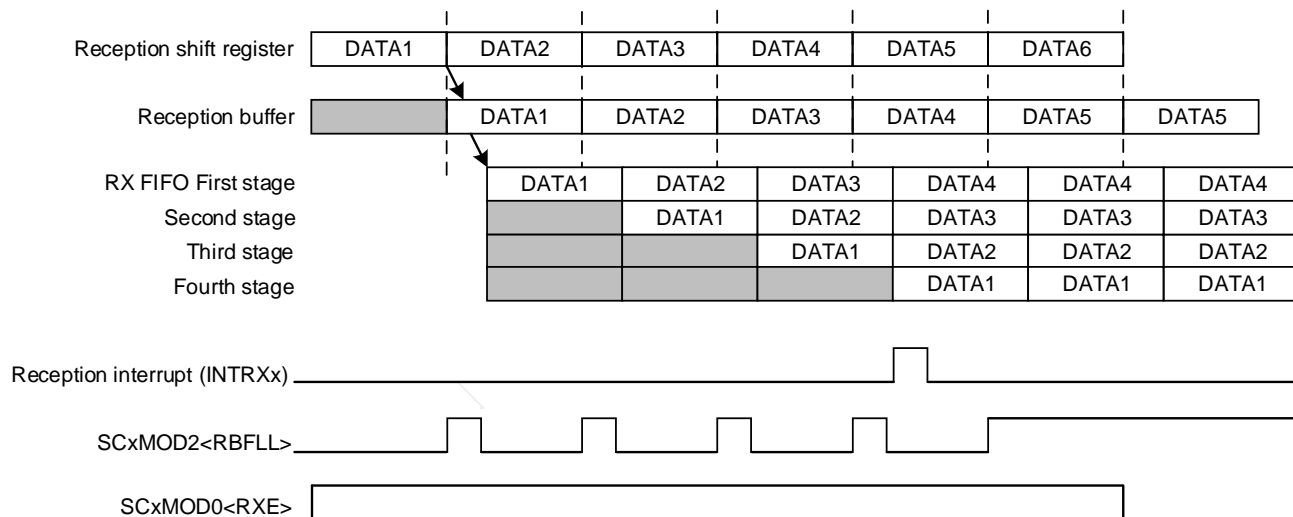 Reception shift register DATA1 DATA2 DATA3 DATA4 DATA5 DATA6
Reception buffer DATA1 DATA2 DATA3 DATA4 DATA5 DATA5
RX FIFO First stage DATA1 DATA2 DATA3 DATA4 DATA4 DATA4
Second stage DATA1 DATA2 DATA3 DATA3 DATA3
Third stage DATA1 DATA2 DATA2 DATA2
Fourth stage DATA1 DATA1 DATA1
Reception interrupt (INTRXx)
SCxMOD2<RBFLL>
SCxMOD0<RXE>